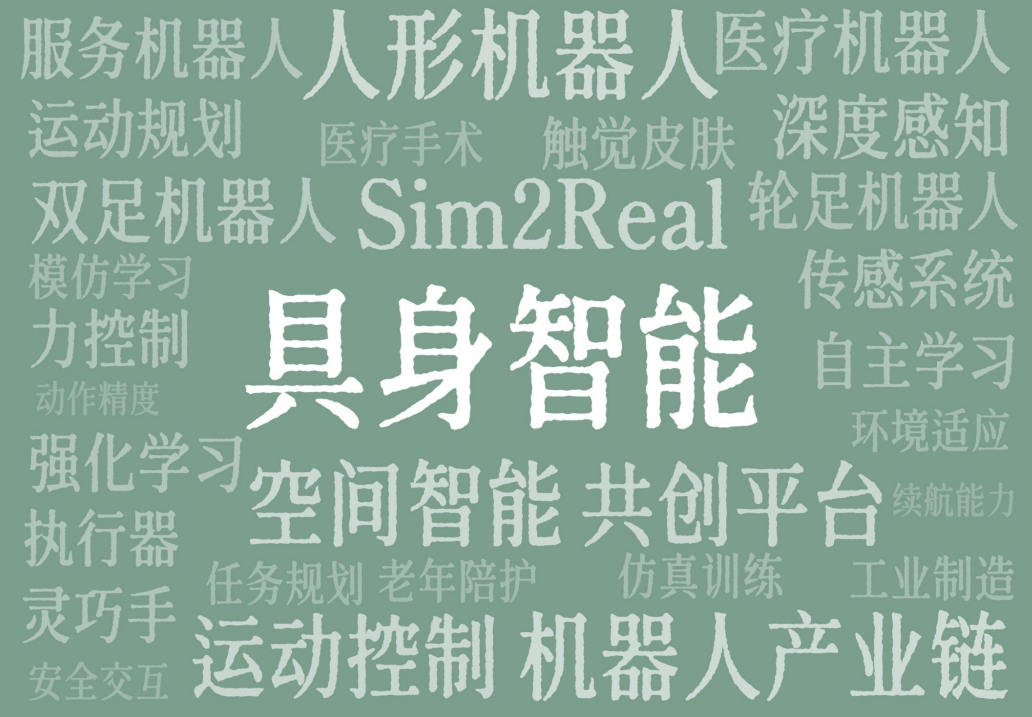 服务机器人 人形机器人 医疗机器人
运动规划 医疗手术 触觉皮肤 深度感知
双足机器人 Sim2Real 轮足机器人
模仿学习 传感系统
力控制 具身智能 自主学习
动作精度 环境适应
强化学习 空间智能 共创平台 续航能力
执行器
任务规划 老年陪护 仿真训练 工业制造
灵巧手 运动控制 机器人产业链
安全交互